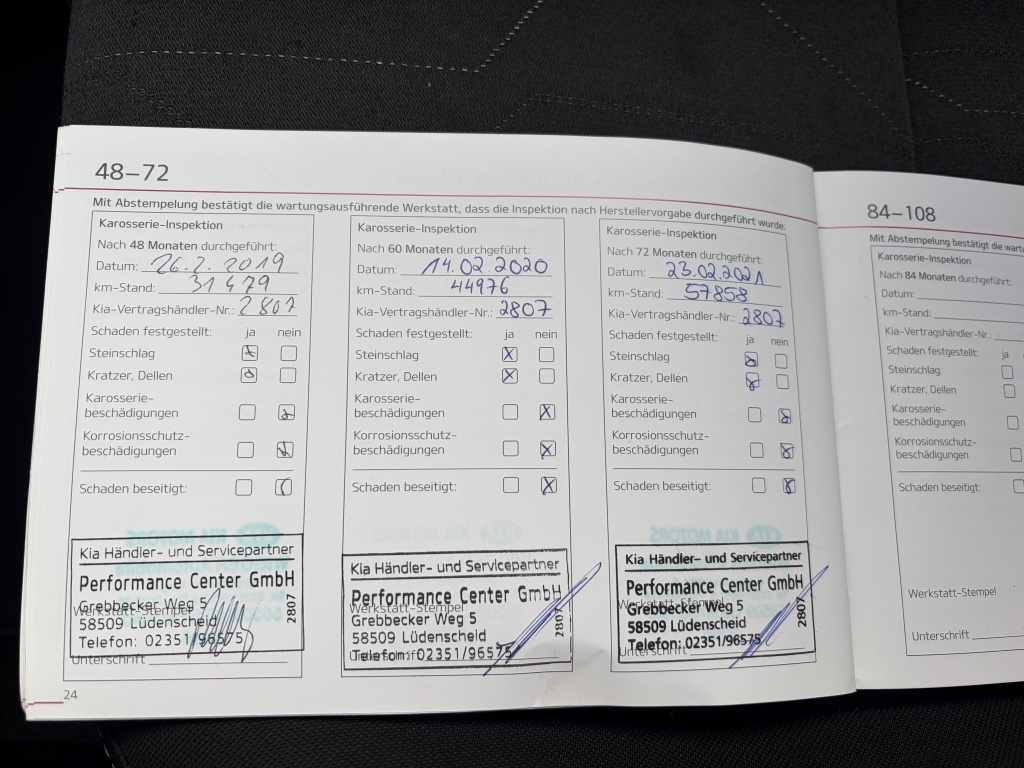 48–72
Mit Abstempelung bestätigt die wartungsausführende Werkstatt, dass die Inspektion nach Herstellervorgabe durchgeführt wurde.
Karosserie-Inspektion
Nach 48 Monaten durchgeführt:
Datum: 26.2.2019
km-Stand: 31479
Kia-Vertragshändler-Nr.: 2807
Schaden festgestellt: ja nein
Steinschlag
Kratzer, Dellen
Karosserie-
beschädigungen
Korrosionsschutz-
beschädigungen
Schaden beseitigt:
Kia Händler- und Servicepartner
Performance Center GmbH
Grebbecker Weg 5
Werkstatt-Stempel
58509 Lüdenscheid
Telefon: 02351/96575
2807
Unterschrift
24
Karosserie-Inspektion
Nach 60 Monaten durchgeführt:
Datum: 14.02.2020
km-Stand: 44976
Kia-Vertragshändler-Nr.: 2807
Schaden festgestellt: ja nein
Steinschlag
Kratzer, Dellen
Karosserie-
beschädigungen
Korrosionsschutz-
beschädigungen
Schaden beseitigt:
Kia Händler- und Servicepartner
Performance Center GmbH
Werkstatt-Stempel
Grebbecker Weg 5
58509 Lüdenscheid
Telefon: 02351/96575
2807
Unterschrift
Karosserie-Inspektion
Nach 72 Monaten durchgeführt:
Datum: 23.02.2021
km-Stand: 57858
Kia-Vertragshändler-Nr.: 2807
Schaden festgestellt: ja nein
Steinschlag
Kratzer, Dellen
Karosserie-
beschädigungen
Korrosionsschutz-
beschädigungen
Schaden beseitigt:
Kia Händler- und Servicepartner
Performance Center GmbH
Werkstatt-Stempel
Grebbecker Weg 5
58509 Lüdenscheid
Telefon: 02351/96575
2807
Unterschrift
84–108
Mit Abstempelung bestätigt die
Karosserie-Inspektion
Nach 84 Monaten durchgeführt:
Datum:
km-Stand:
Kia-Vertragshändler-Nr.:
Schaden festgestellt: ja
Steinschlag
Kratzer, Dellen
Karosserie-
beschädigungen
Korrosionsschutz-
beschädigungen
Schaden beseitigt:
Werkstatt-Stempel
Unterschrift